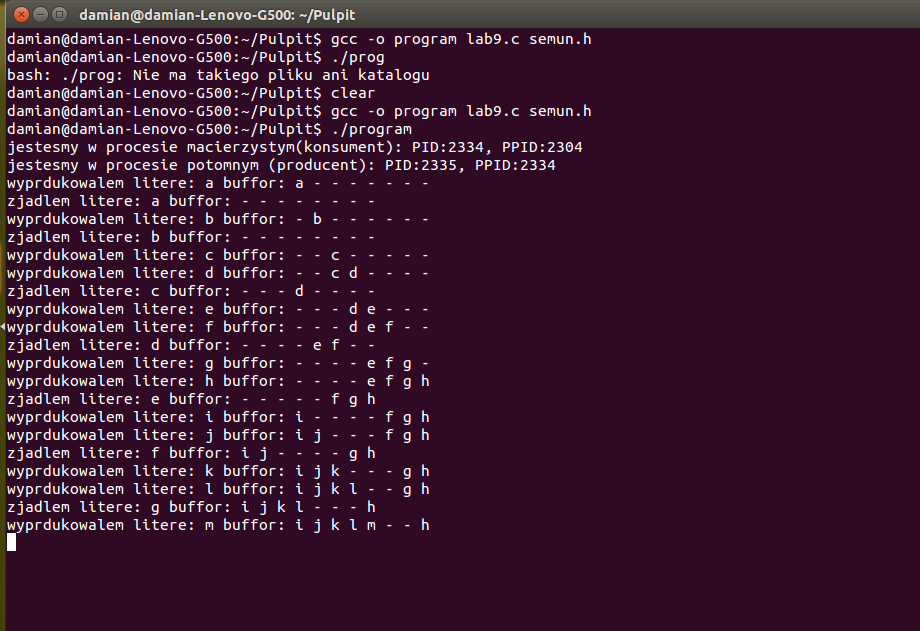 damian@damian-Lenovo-G500: ~/Pulpit
damian@damian-Lenovo-G500:~/Pulpit$ gcc -o program lab9.c semun.h
damian@damian-Lenovo-G500:~/Pulpit$ ./prog
bash: ./prog: Nie ma takiego pliku ani katalogu
damian@damian-Lenovo-G500:~/Pulpit$ clear
damian@damian-Lenovo-G500:~/Pulpit$ gcc -o program lab9.c semun.h
damian@damian-Lenovo-G500:~/Pulpit$ ./program
jestesmy w procesie macierzystym(konsument): PID:2334, PPID:2304
jestesmy w procesie potomnym (producent): PID:2335, PPID:2334
wyprdukowalem litere: a buffor: a - - - - - - -
zjadlem litere: a buffor: - - - - - - - -
wyprdukowalem litere: b buffor: - b - - - - - -
zjadlem litere: b buffor: - - - - - - - -
wyprdukowalem litere: c buffor: - - c - - - - -
wyprdukowalem litere: d buffor: - - c d - - - -
zjadlem litere: c buffor: - - - d - - - -
wyprdukowalem litere: e buffor: - - - d e - - -
wyprdukowalem litere: f buffor: - - - d e f - -
zjadlem litere: d buffor: - - - - e f - -
wyprdukowalem litere: g buffor: - - - - e f g -
wyprdukowalem litere: h buffor: - - - - e f g h
zjadlem litere: e buffor: - - - - - f g h
wyprdukowalem litere: i buffor: i - - - - f g h
wyprdukowalem litere: j buffor: i j - - - f g h
zjadlem litere: f buffor: i j - - - - g h
wyprdukowalem litere: k buffor: i j k - - - g h
wyprdukowalem litere: l buffor: i j k l - - g h
zjadlem litere: g buffor: i j k l - - - h
wyprdukowalem litere: m buffor: i j k l m - - h